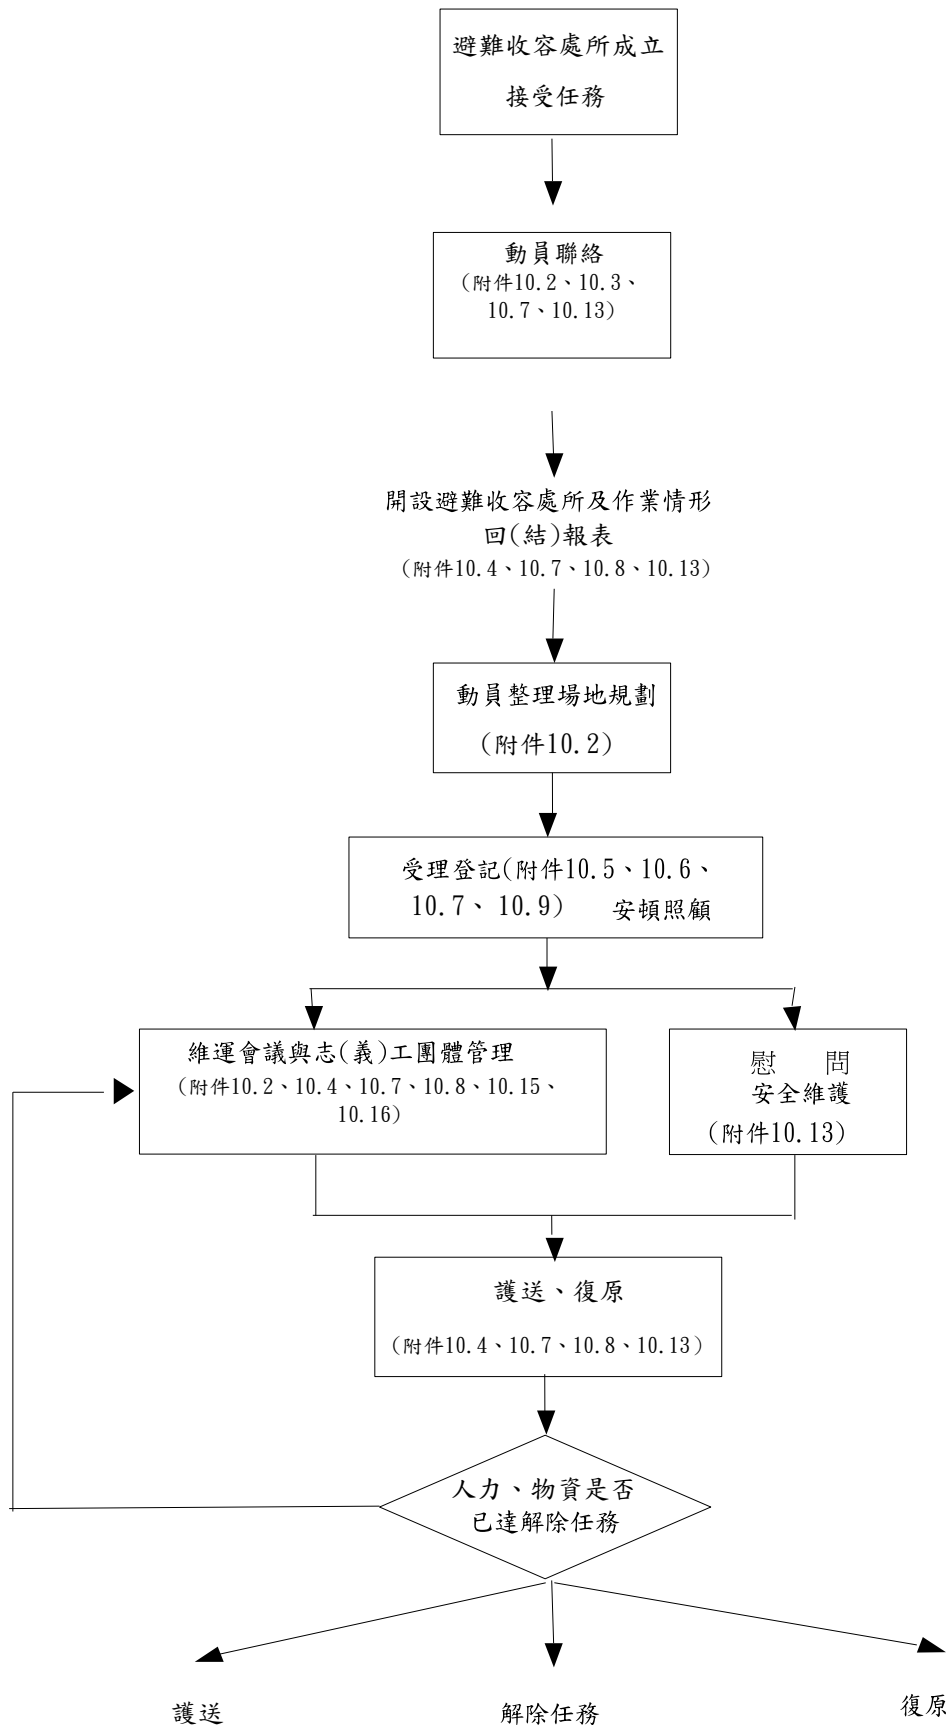 避難收容處所成立
接受任務
動員聯絡
(附件10.2、10.3、
10.7、10.13)
開設避難收容處所及作業情形
回(結)報表
(附件10.4、10.7、10.8、10.13)
動員整理場地規劃
(附件10.2)
受理登記(附件10.5、10.6、
10.7、 10.9) 安頓照顧
維運會議與志(義)工團體管理
(附件10.2、10.4、10.7、10.8、10.15、
10.16)
慰 問
安全維護
(附件10.13)
護送、復原
(附件10.4、10.7、10.8、10.13)
人力、物資是否
已達解除任務
護送
解除任務
復原